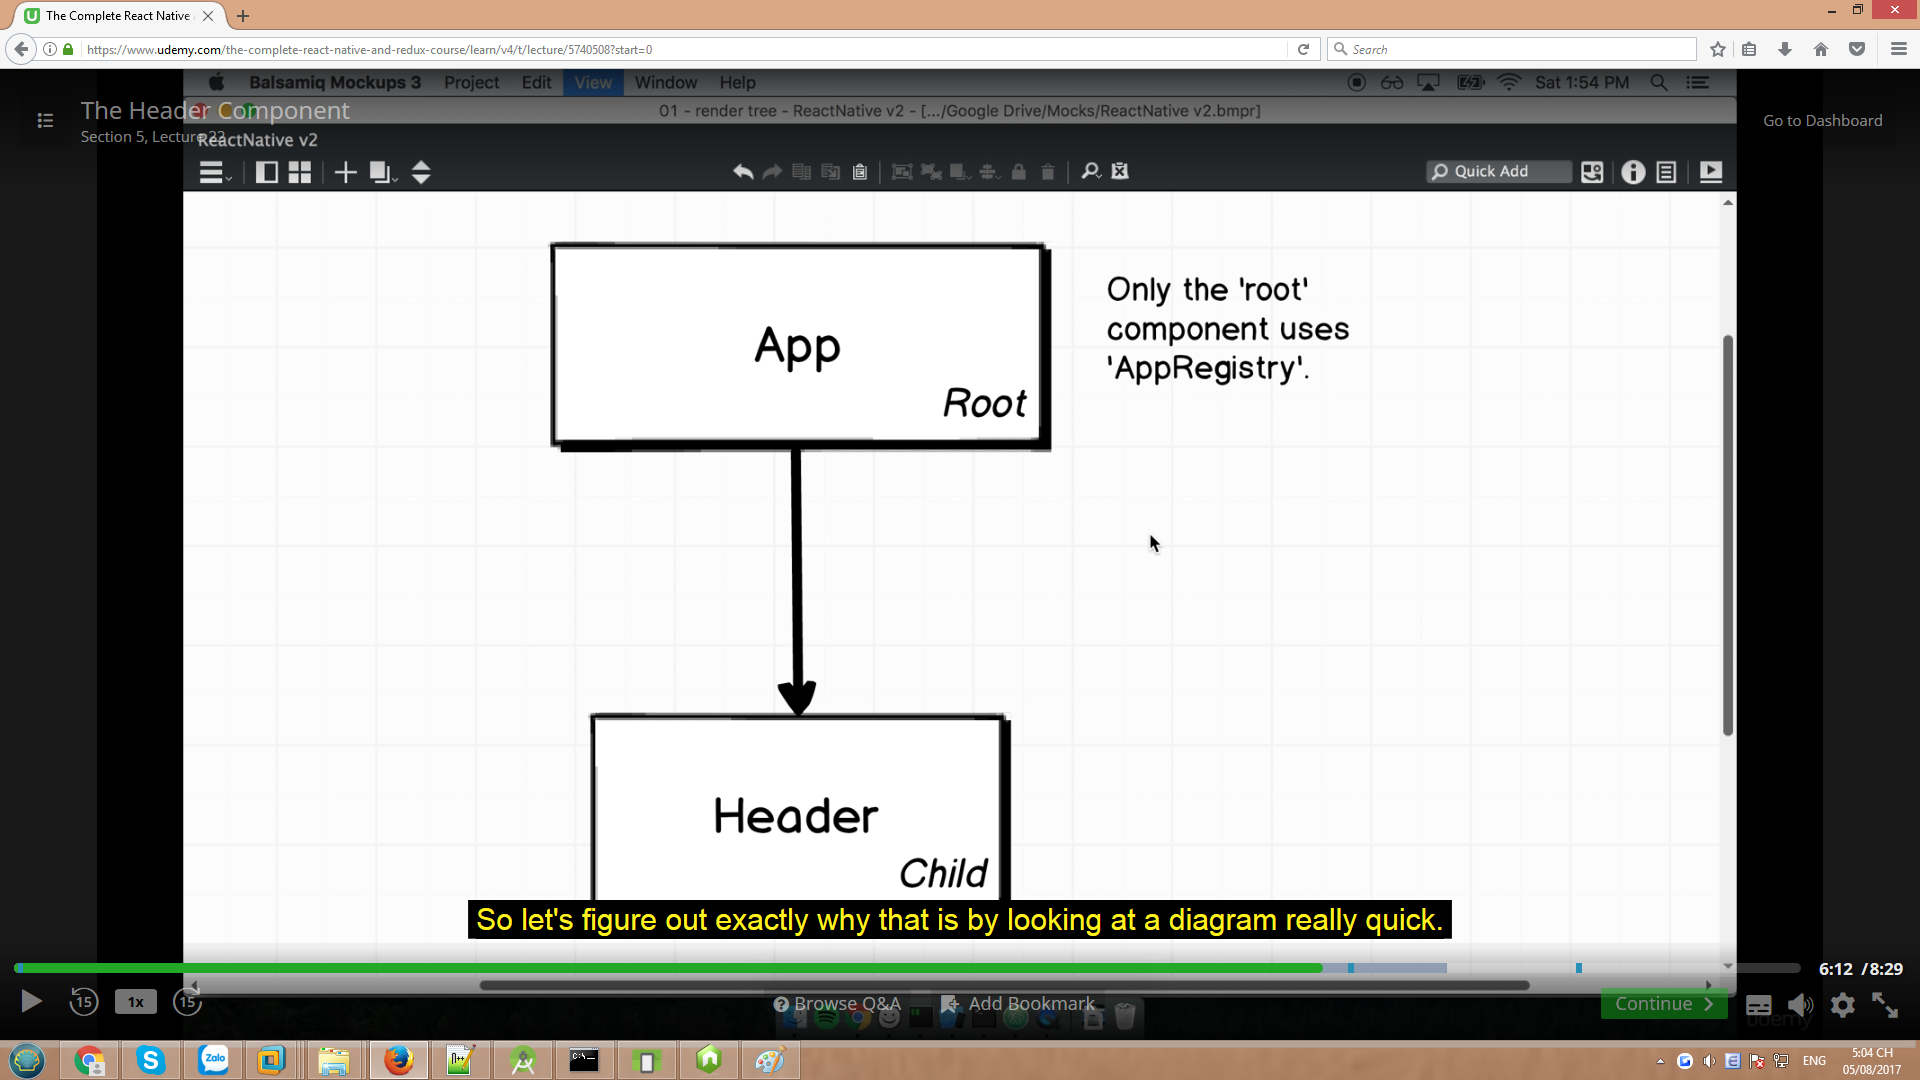 The Complete React Native
https://www.udemy.com/the-complete-react-native-and-redux-course/learn/v4/t/lecture/5740508?start=0
Search
Balsamiq Mockups 3 Project Edit View Window Help
Sat 1:54 PM
The Header Component
01 - render tree - ReactNative v2 - [.../Google Drive/Mocks/ReactNative v2.bmpr]
Go to Dashboard
Section 5, Lecture 22
ReactNative v2
Quick Add
App
Root
Only the 'root'
component uses
'AppRegistry'.
Header
Child
So let's figure out exactly why that is by looking at a diagram really quick.
6:12 / 8:29
15
1x
15
Browse Q&A
Add Bookmark
Continue
udemy
Zalo
ENG
5:04 CH
05/08/2017